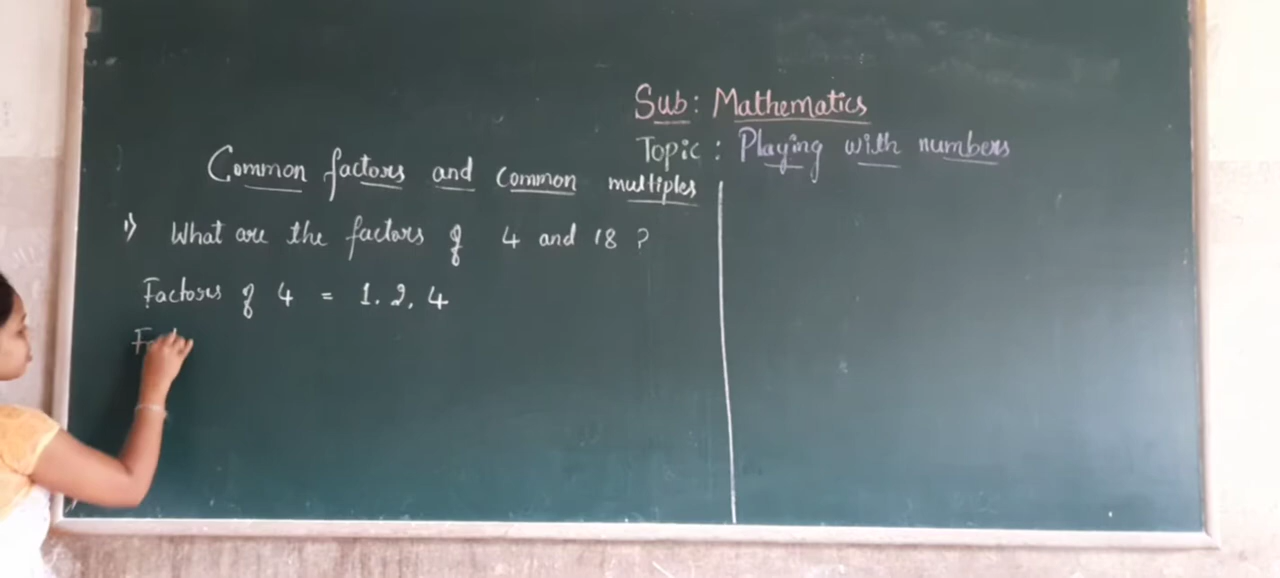 Sub: Mathematics
Topic: Playing with numbers
Common factors and common multiples
1) What are the factors of 4 and 18 ?
Factors of 4 = 1, 2, 4